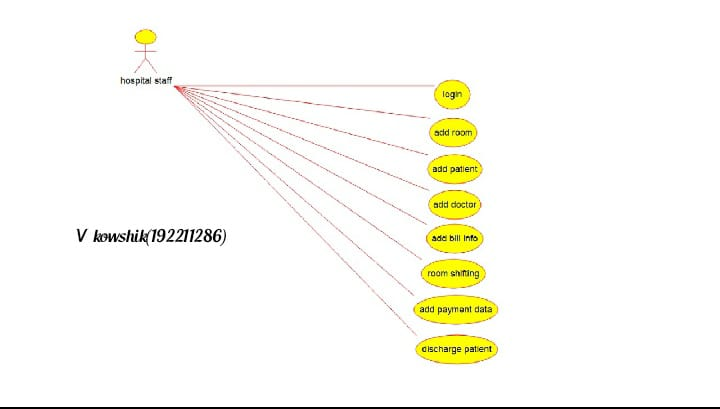 hospital staff
login
add room
add patient
add doctor
add bill info
room shifting
add payment data
discharge patient
V kowshik(192211286)